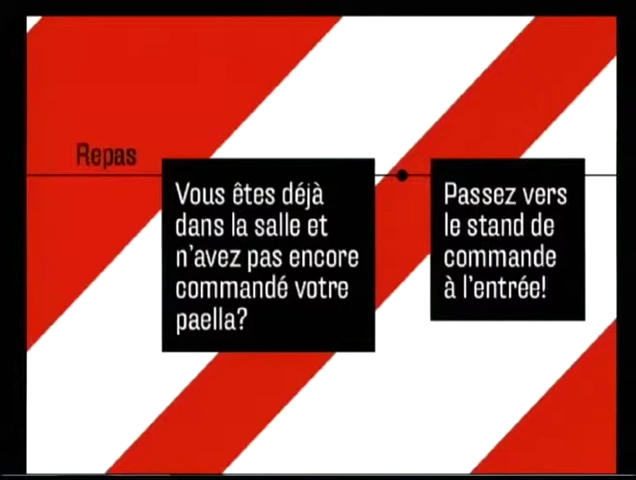 Repas
Vous êtes déjà
dans la salle et
n'avez pas encore
commandé votre
paella?
Passez vers
le stand de
commande
à l'entrée!